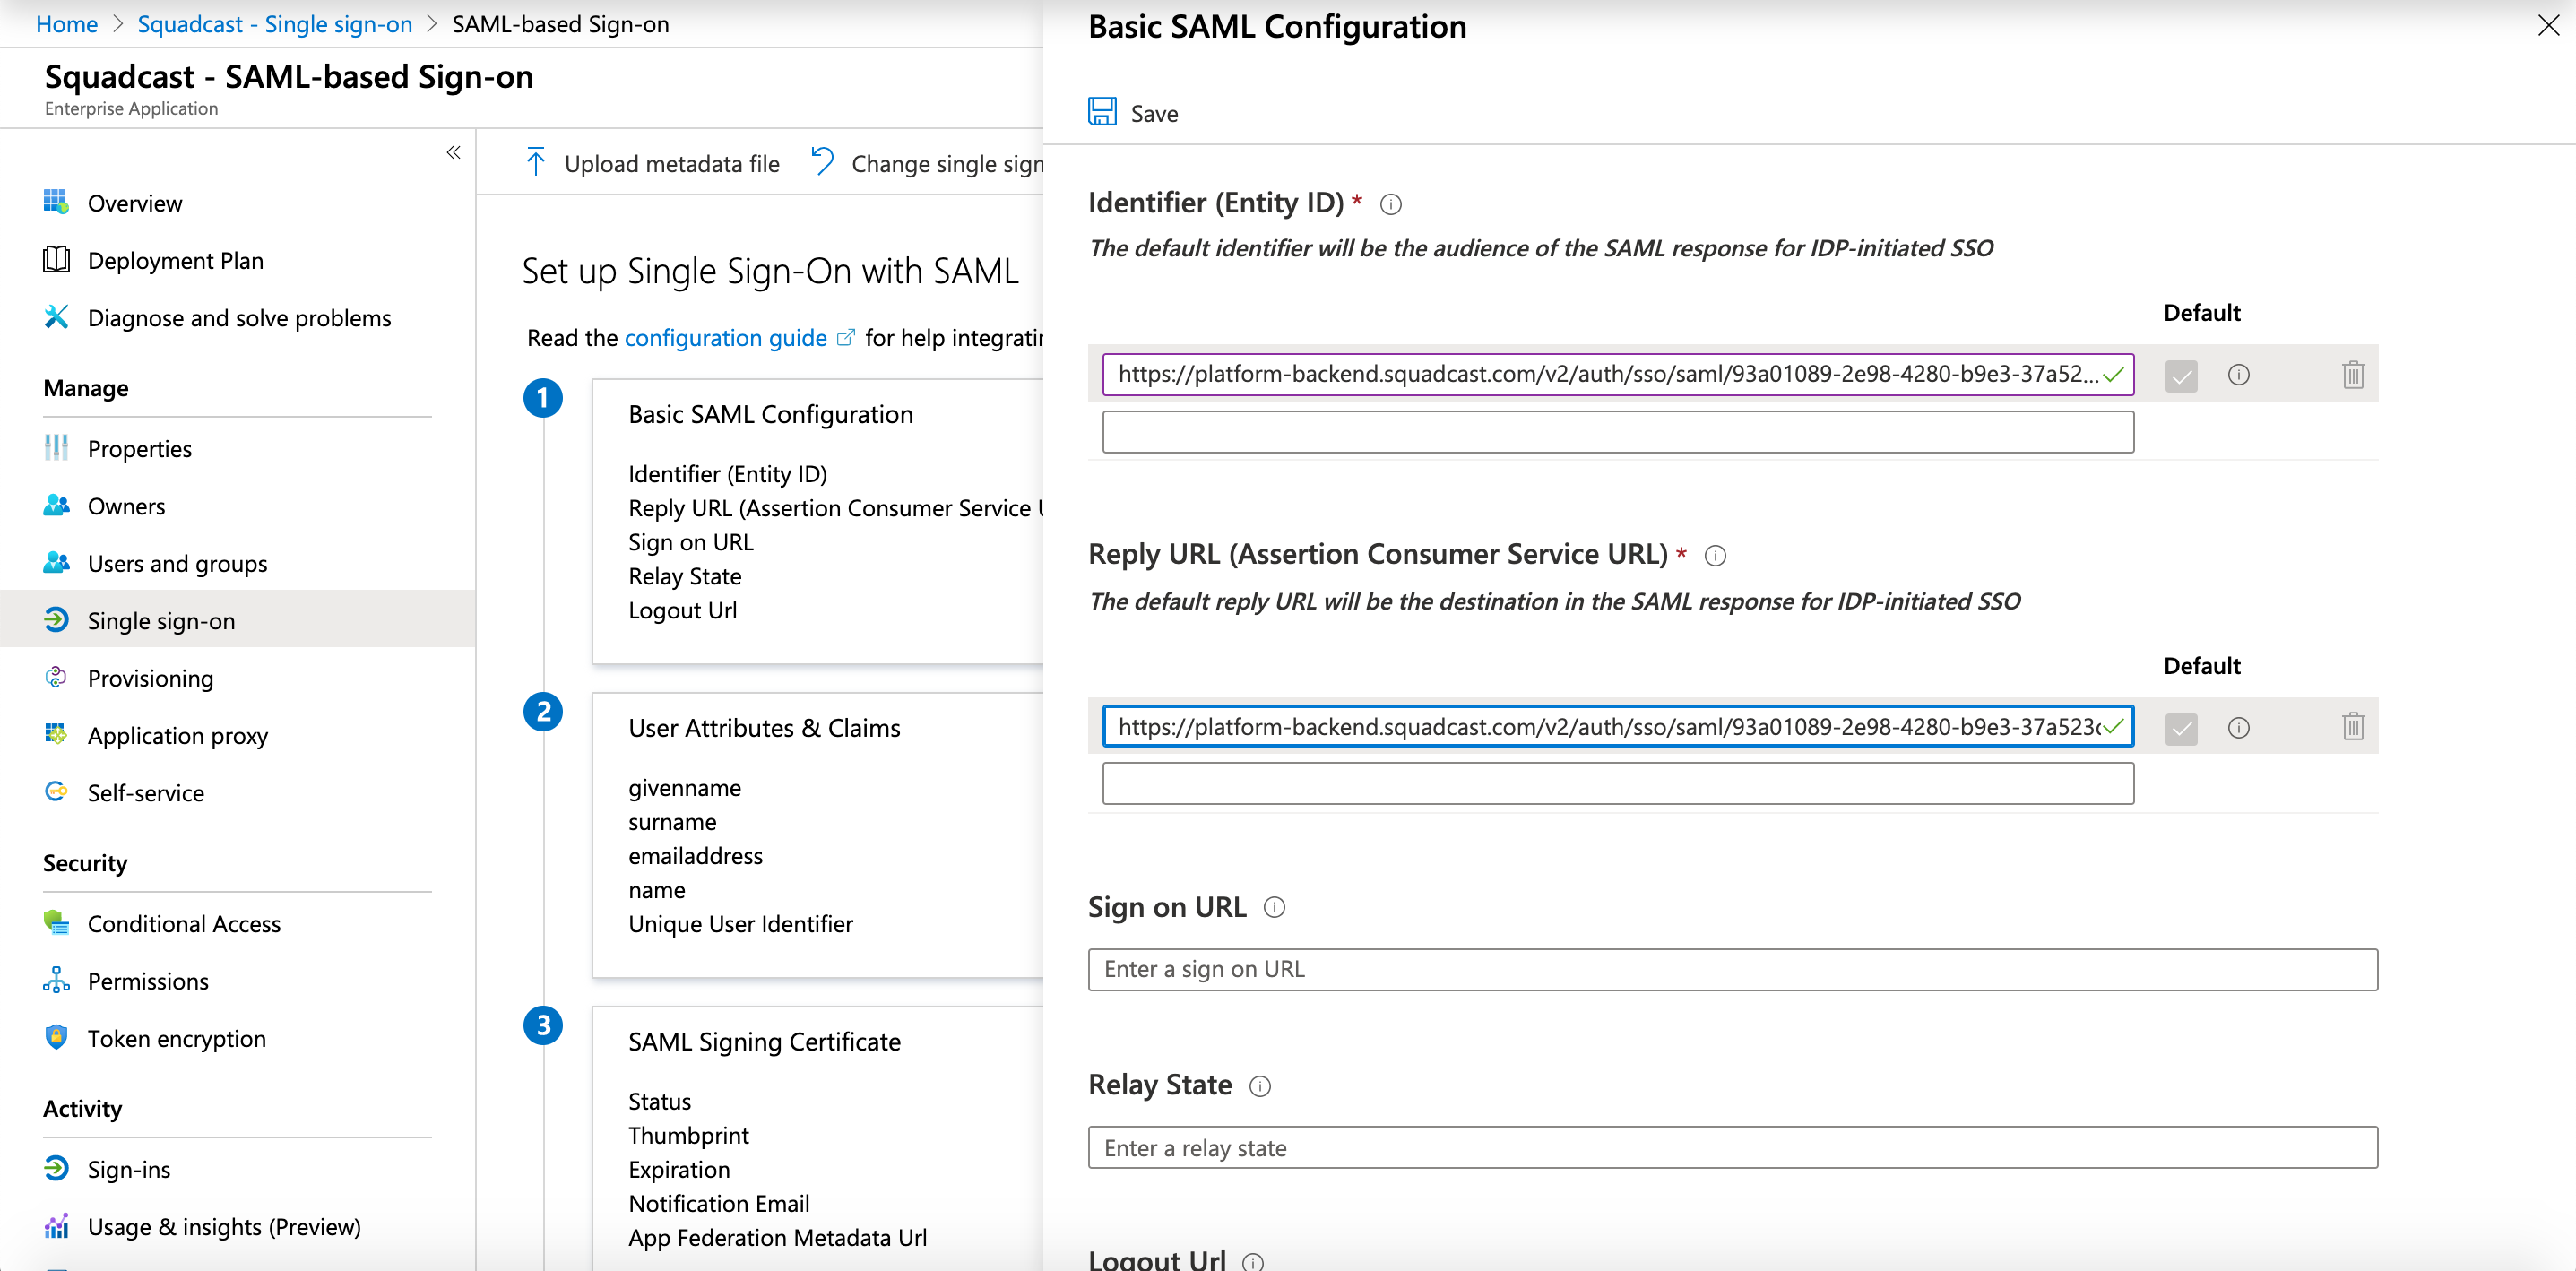 Home > Squadcast - Single sign-on > SAML-based Sign-on
Squadcast - SAML-based Sign-on
Enterprise Application
«
Overview
Deployment Plan
Diagnose and solve problems
Manage
Properties
Owners
Users and groups
Single sign-on
Provisioning
Application proxy
Self-service
Security
Conditional Access
Permissions
Token encryption
Activity
Sign-ins
Usage & insights (Preview)
Upload metadata file
Change single sign
Set up Single Sign-On with SAML
Read the configuration guide for help integratin
1
Basic SAML Configuration
Identifier (Entity ID)
Reply URL (Assertion Consumer Service U
Sign on URL
Relay State
Logout Url
2
User Attributes & Claims
givenname
surname
emailaddress
name
Unique User Identifier
3
SAML Signing Certificate
Status
Thumbprint
Expiration
Notification Email
App Federation Metadata Url
Basic SAML Configuration
Save
Identifier (Entity ID) *
The default identifier will be the audience of the SAML response for IDP-initiated SSO
Default
https://platform-backend.squadcast.com/v2/auth/sso/saml/93a01089-2e98-4280-b9e3-37a52...
Reply URL (Assertion Consumer Service URL) *
The default reply URL will be the destination in the SAML response for IDP-initiated SSO
Default
https://platform-backend.squadcast.com/v2/auth/sso/saml/93a01089-2e98-4280-b9e3-37a523
Sign on URL
Enter a sign on URL
Relay State
Enter a relay state
Logout Url